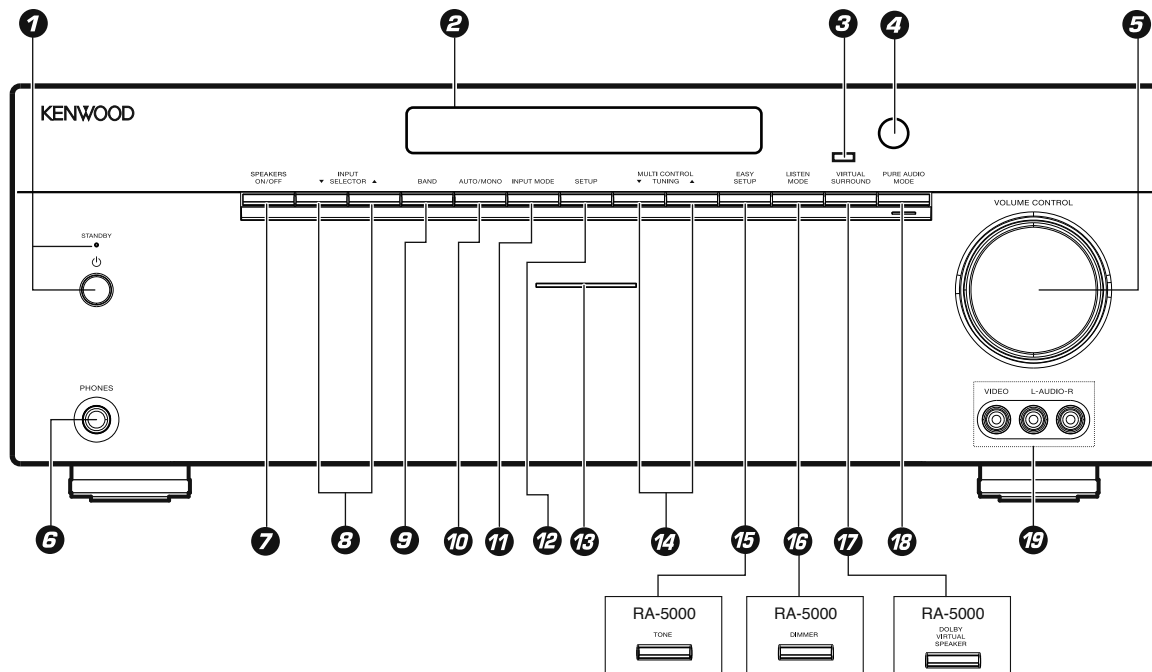 1 2 3 4 5
KENWOOD
SPEAKERS ON/OFF
▼ INPUT SELECTOR ▲
BAND
AUTO/MONO
INPUT MODE
SETUP
▼ MULTI CONTROL TUNING ▲
EASY SETUP
LISTEN MODE
VIRTUAL SURROUND
PURE AUDIO MODE
VOLUME CONTROL
STANDBY
PHONES
VIDEO L-AUDIO-R
6 7 8 9 10 11 12 13 14 15 16 17 18 19
RA-5000
TONE
RA-5000
DIMMER
RA-5000
DOLBY
VIRTUAL
SPEAKER